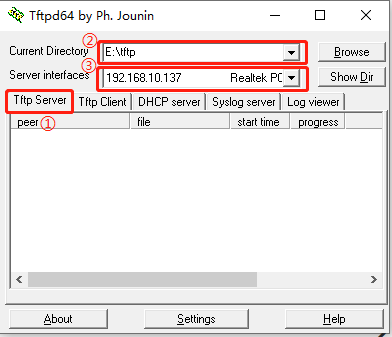 Tftpd64 by Ph. Jounin
②
Current Directory E:\tftp Browse
③
Server interfaces 192.168.10.137 Realtek PC Show Dir
Tftp Server Tftp Client DHCP server Syslog server Log viewer
peer ① file start time progress
About Settings Help